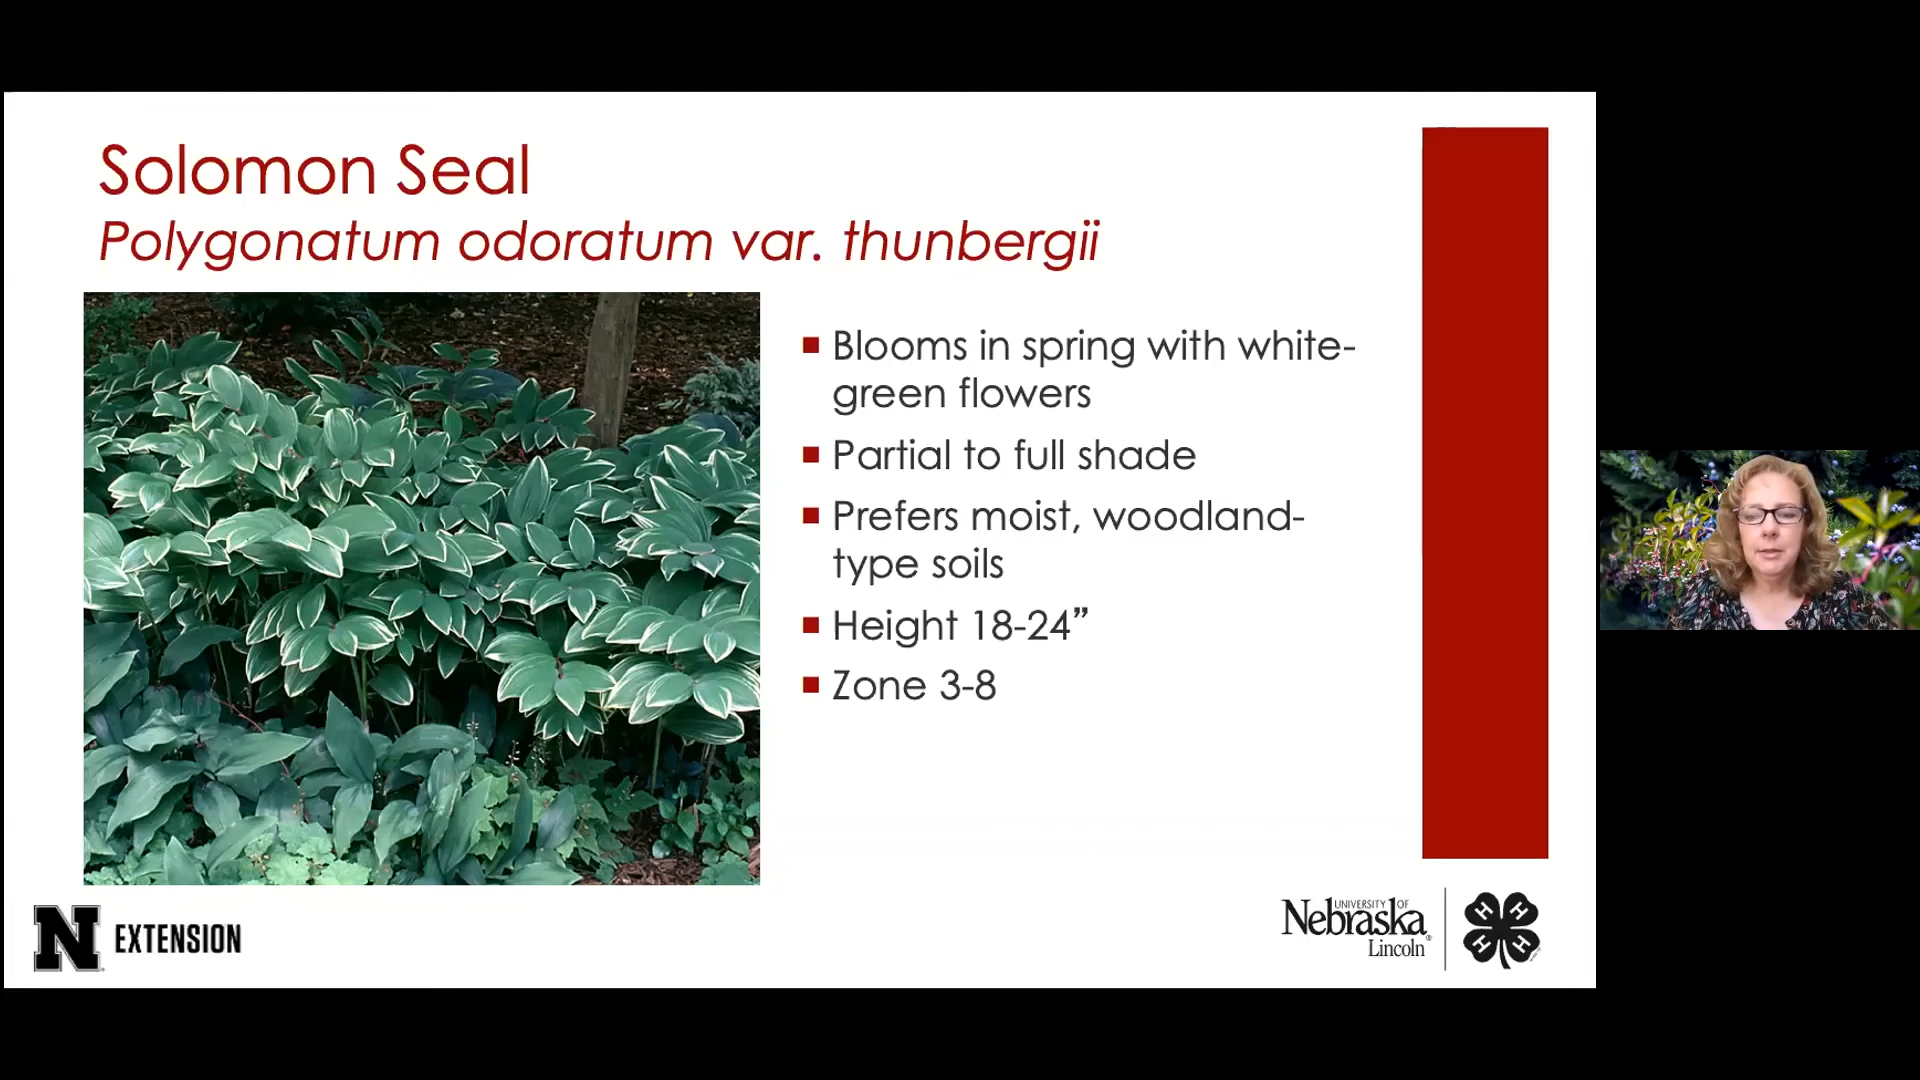 Solomon Seal
Polygonatum odoratum var. thunbergii
Blooms in spring with white-
green flowers
Partial to full shade
Prefers moist, woodland-
type soils
Height 18-24”
Zone 3-8
N EXTENSION
UNIVERSITY OF
Nebraska
Lincoln
H H
H H